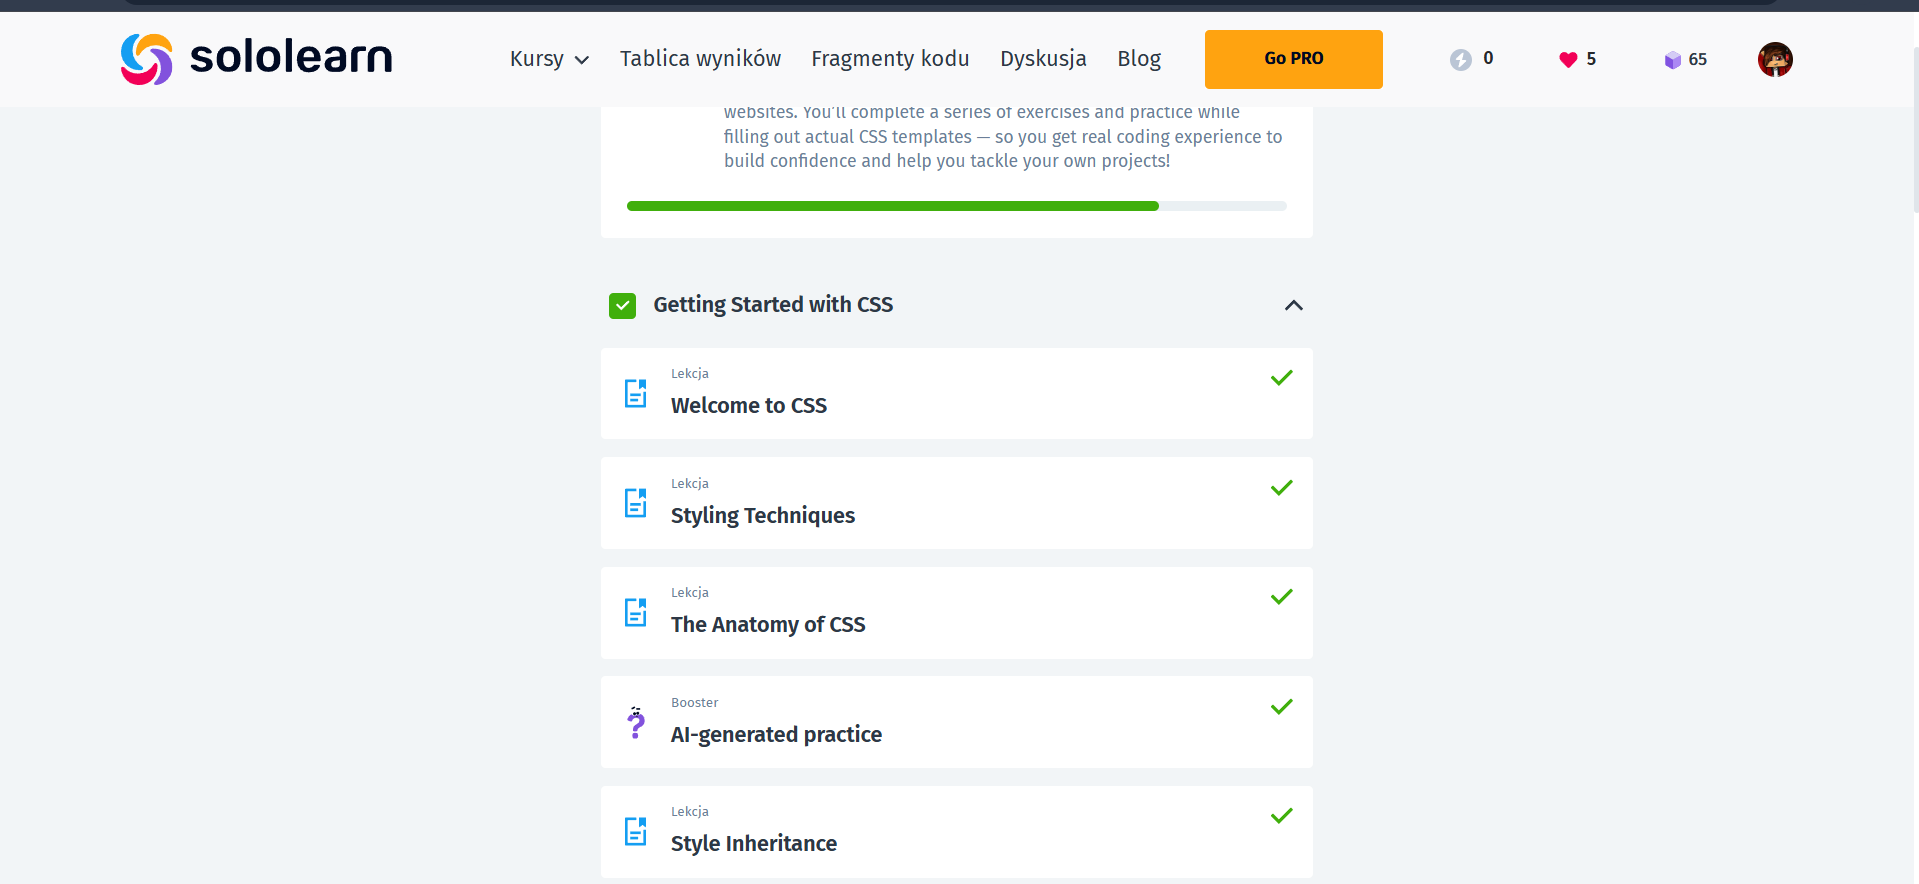 sololearn
Kursy
Tablica wyników
Fragmenty kodu
Dyskusja
Blog
Go PRO
0
5
65
websites. You'll complete a series of exercises and practice while
filling out actual CSS templates — so you get real coding experience to
build confidence and help you tackle your own projects!
Getting Started with CSS
Lekcja
Welcome to CSS
Lekcja
Styling Techniques
Lekcja
The Anatomy of CSS
Booster
AI-generated practice
Lekcja
Style Inheritance